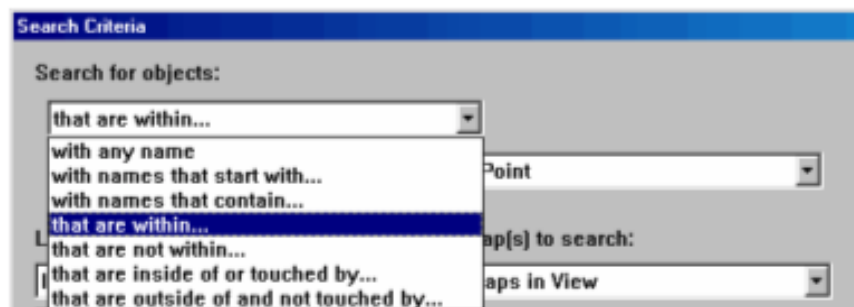 Search Criteria
Search for objects:
that are within...
with any name
with names that start with...
Point
with names that contain...
that are within...
that are not within...
ap(s) to search:
that are inside of or touched by...
aps in View
that are outside of and not touched by...